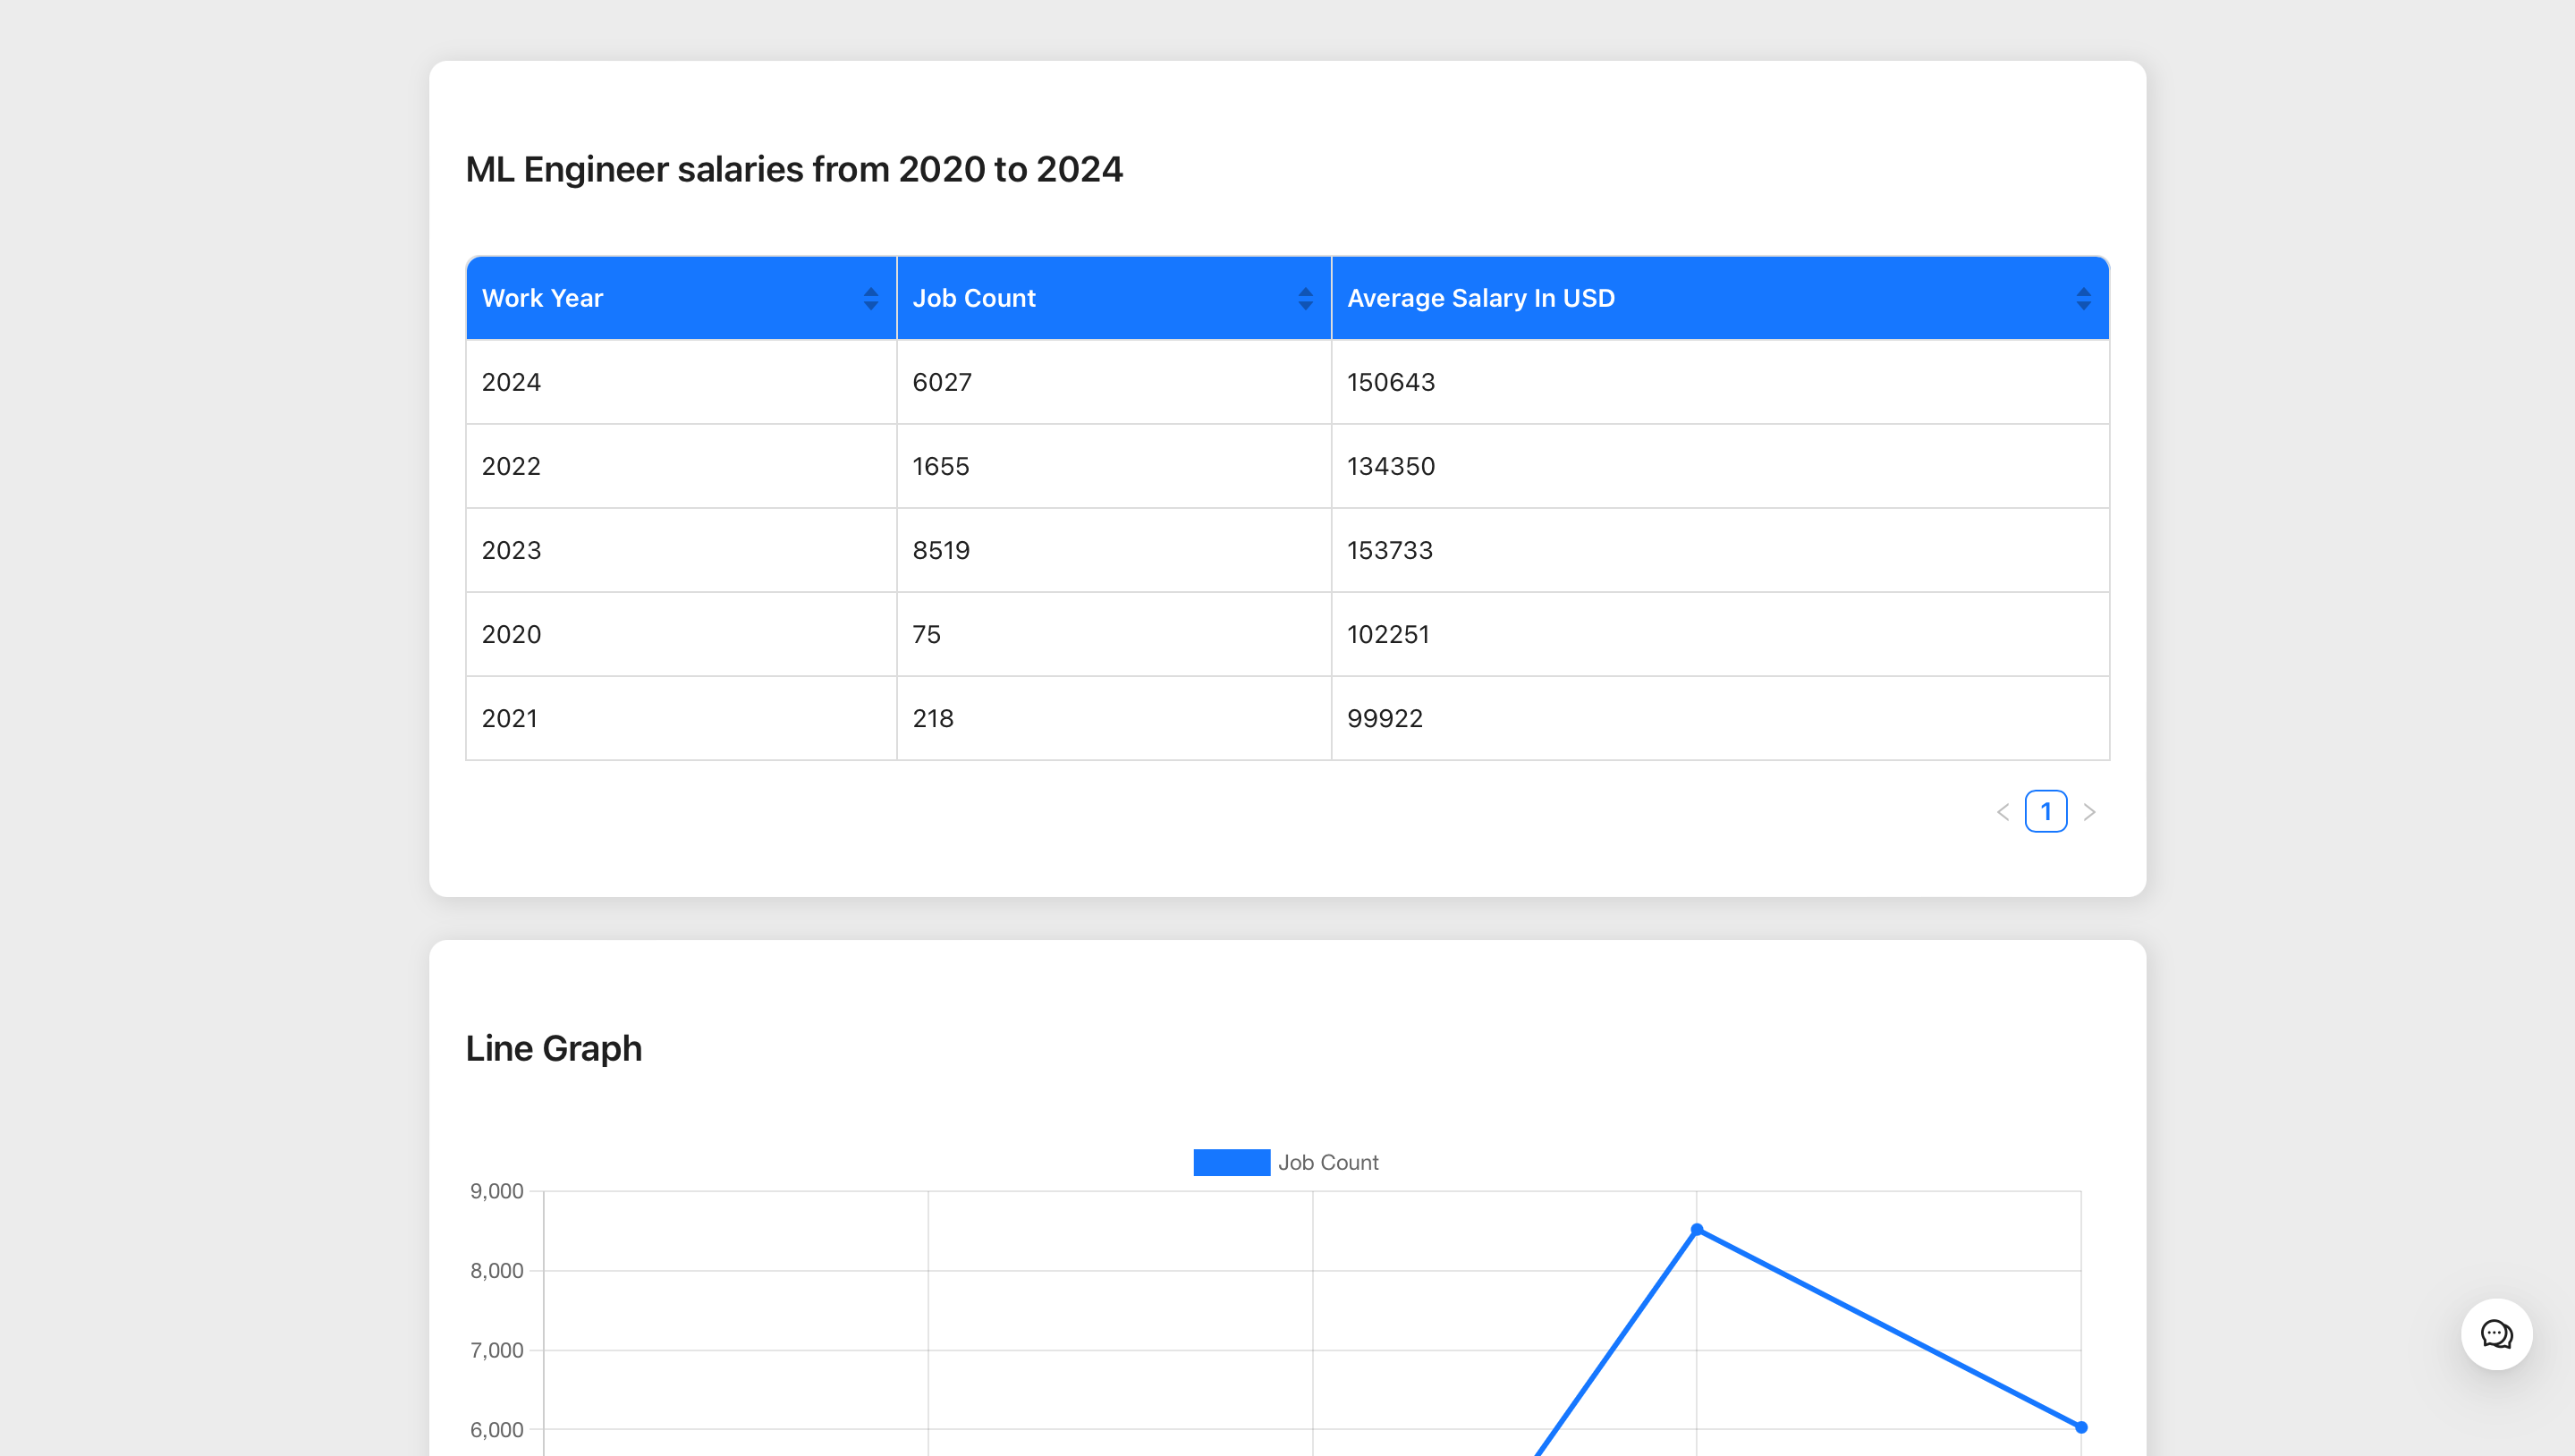 ML Engineer salaries from 2020 to 2024
Work Year Job Count Average Salary In USD
2024 6027 150643
2022 1655 134350
2023 8519 153733
2020 75 102251
2021 218 99922
1
Line Graph
Job Count
9,000
8,000
7,000
6,000